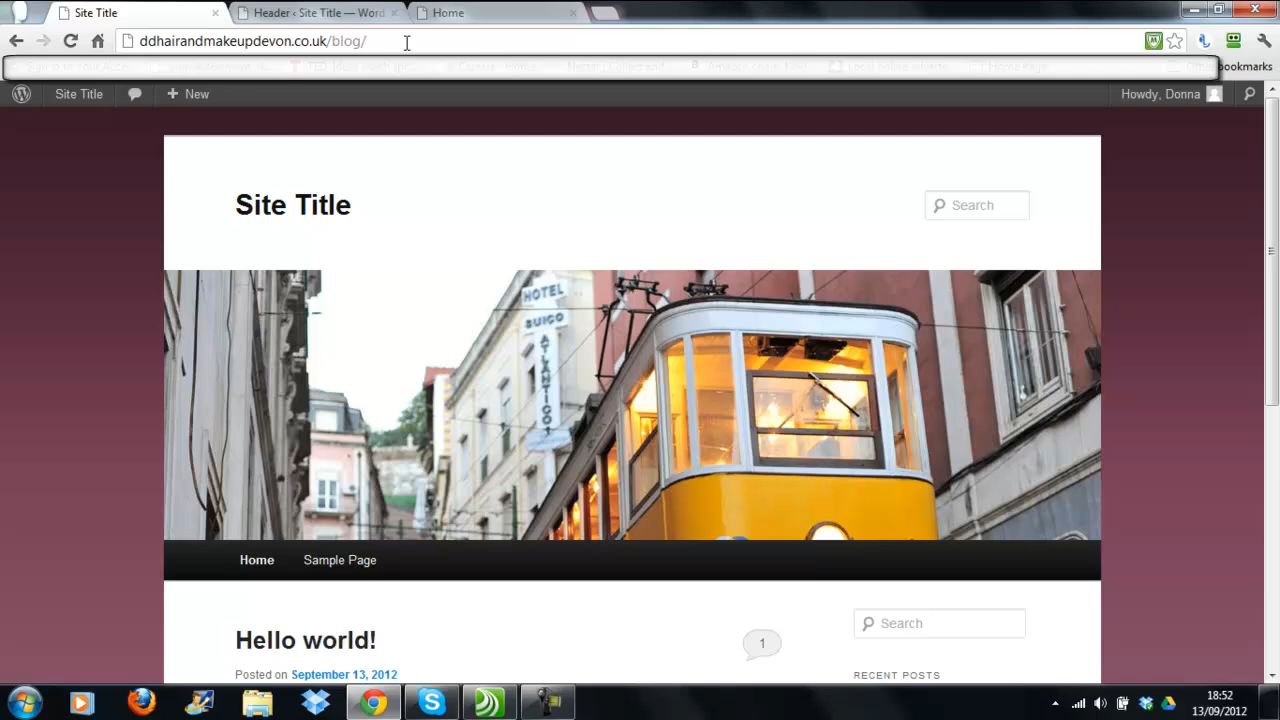 Site Title
Header ‹ Site Title — Word
Home
ddhairandmakeupdevon.co.uk/blog/
bookmarks
Site Title
New
Howdy, Donna
Site Title
Search
HOTEL
SUICO
ATLANTICO
Home
Sample Page
Hello world!
1
Search
Posted on September 13, 2012
RECENT POSTS
18:52
13/09/2012